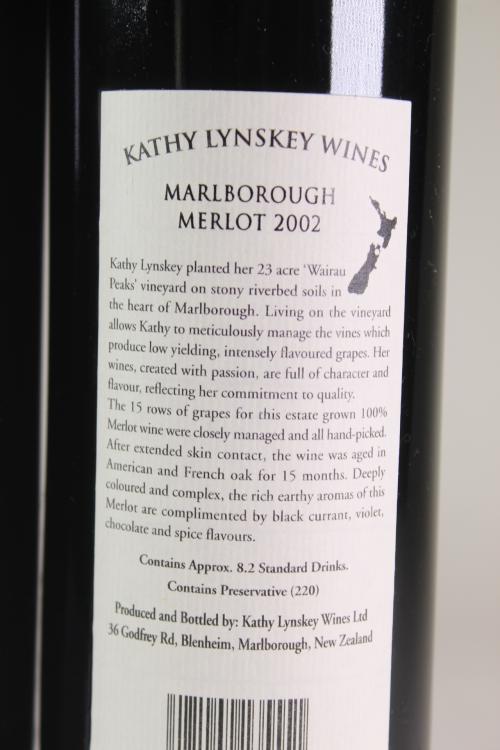 KATHY LYNSKEY WINES
MARLBOROUGH
MERLOT 2002
Kathy Lynskey planted her 23 acre 'Wairau
Peaks' vineyard on stony riverbed soils in
the heart of Marlborough. Living on the vineyard
allows Kathy to meticulously manage the vines which
produce low yielding, intensely flavoured grapes. Her
wines, created with passion, are full of character and
flavour, reflecting her commitment to quality.
The 15 rows of grapes for this estate grown 100%
Merlot wine were closely managed and all hand-picked.
After extended skin contact, the wine was aged in
American and French oak for 15 months. Deeply
coloured and complex, the rich earthy aromas of this
Merlot are complimented by black currant, violet,
chocolate and spice flavours.
Contains Approx. 8.2 Standard Drinks.
Contains Preservative (220)
Produced and Bottled by: Kathy Lynskey Wines Ltd
36 Godfrey Rd, Blenheim, Marlborough, New Zealand